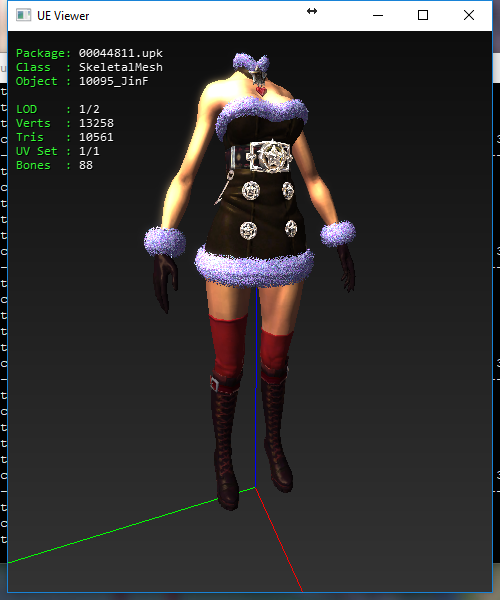 UE Viewer
Package: 00044811.upk
Class : SkeletalMesh
Object : 10095_JinF
LOD : 1/2
Verts : 13258
Tris : 10561
UV Set : 1/1
Bones : 88